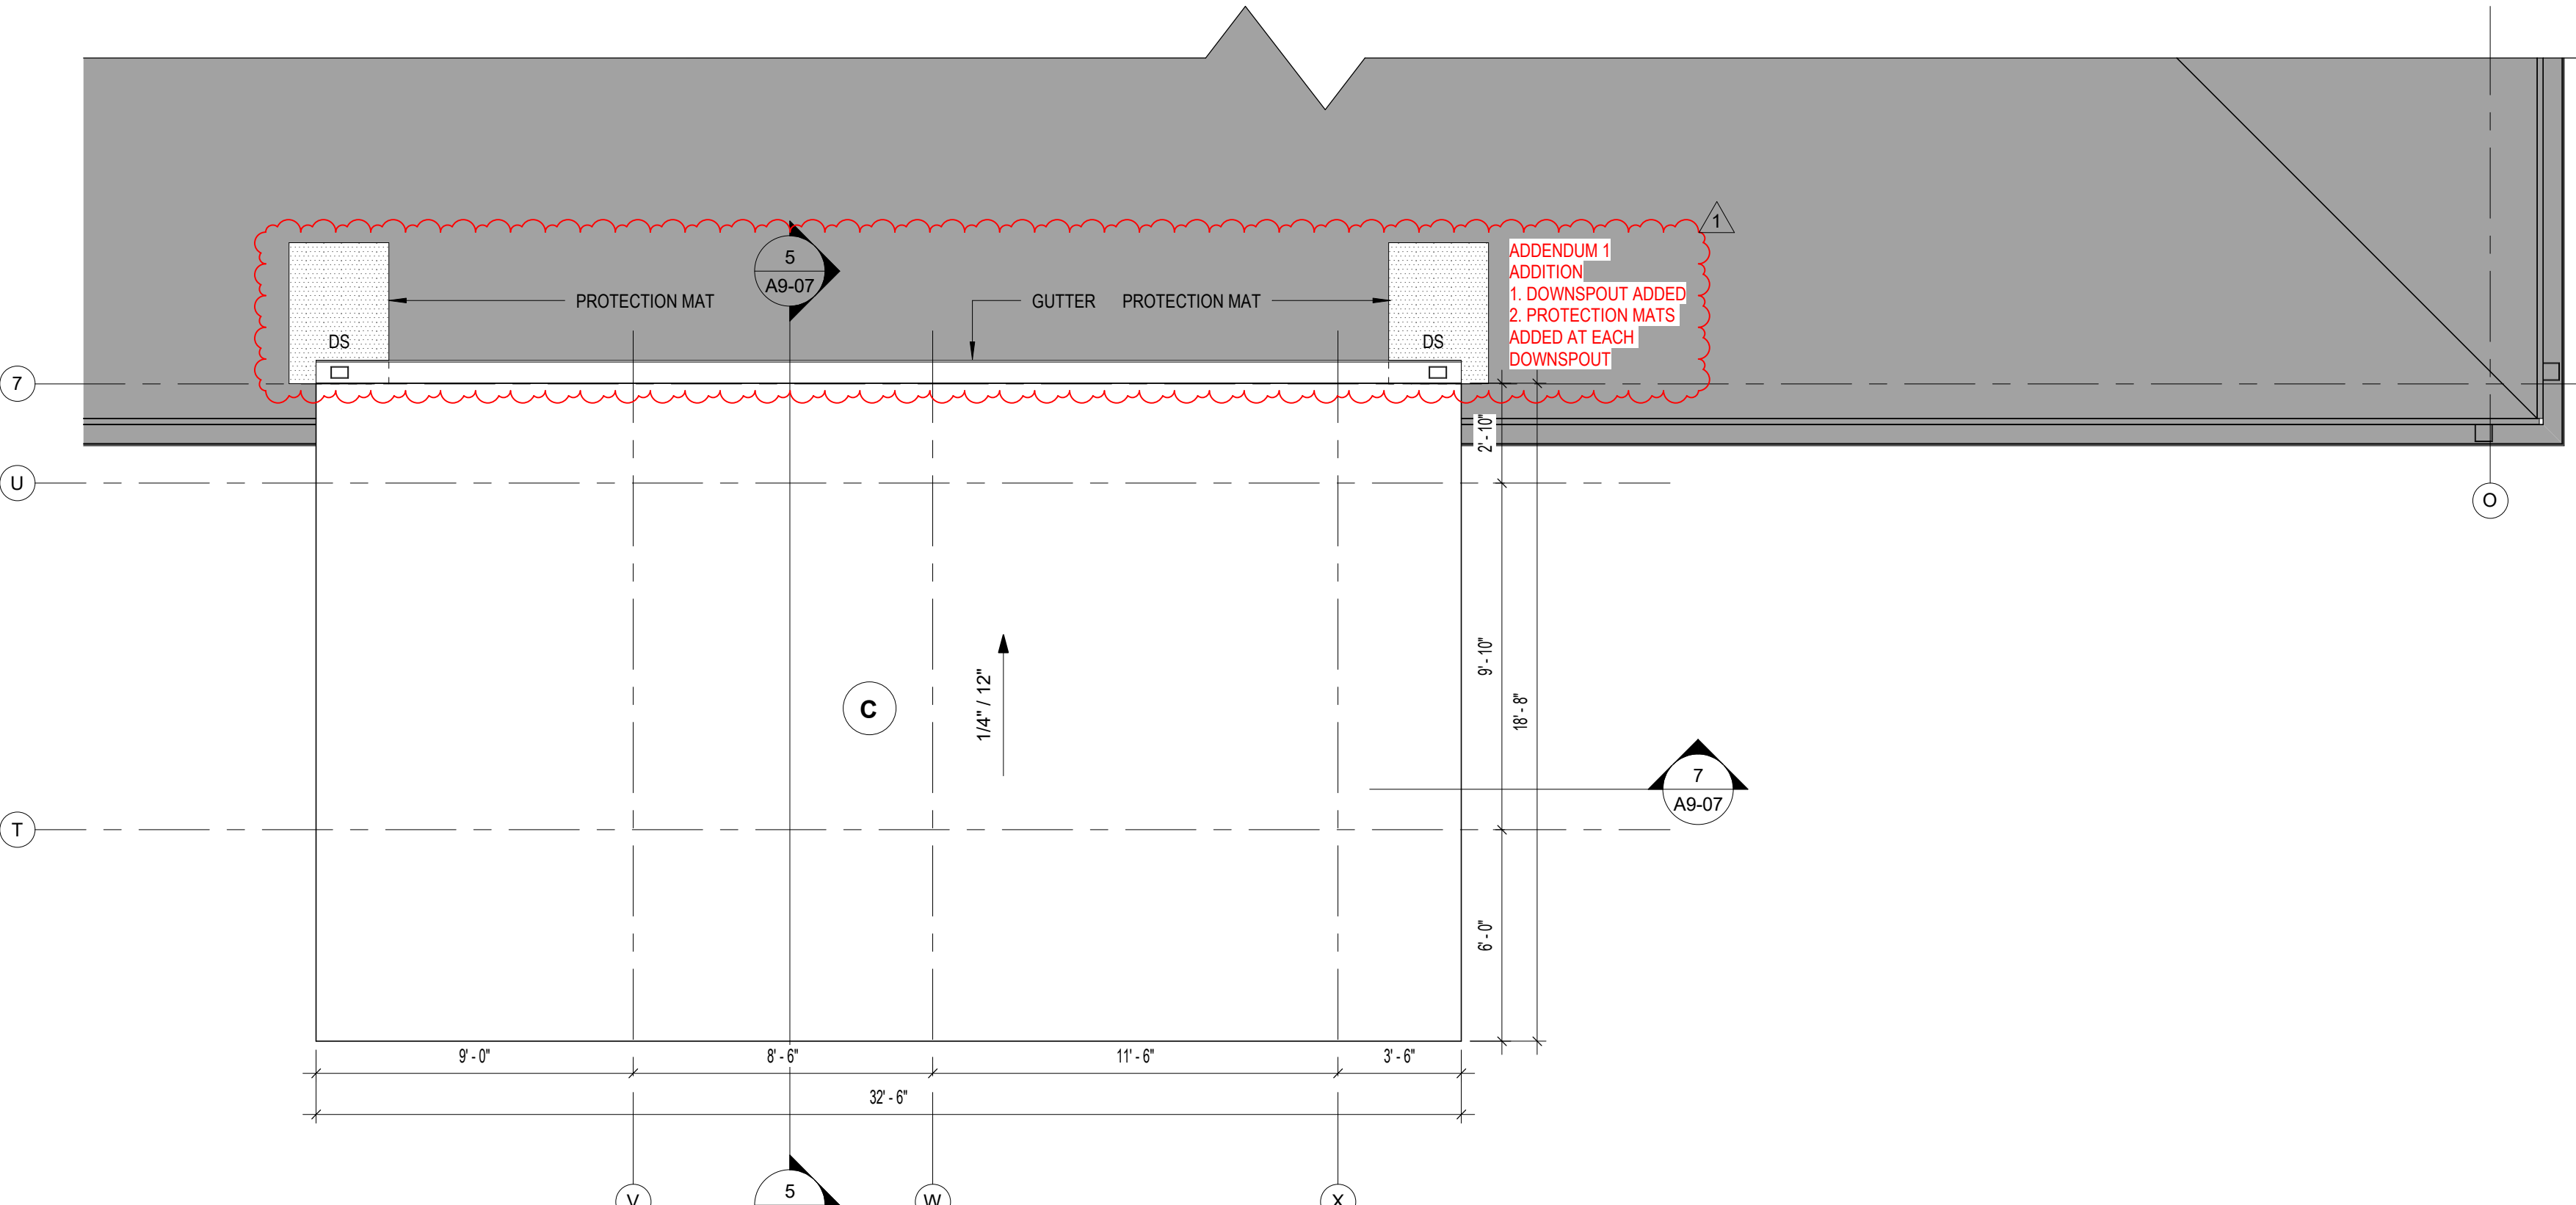 1
5
A9-07
ADDENDUM 1
ADDITION
1. DOWNSPOUT ADDED
2. PROTECTION MATS
ADDED AT EACH
DOWNSPOUT
PROTECTION MAT
GUTTER
PROTECTION MAT
DS
DS
7
2' - 10"
U
O
9' - 10"
18' - 8"
1/4" / 12"
C
7
A9-07
T
6' - 0"
9' - 0"
8' - 6"
11' - 6"
3' - 6"
32' - 6"
V
5
W
X